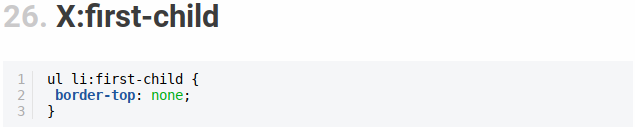 26. X:first-child
1 ul li:first-child {
2  border-top: none;
3 }